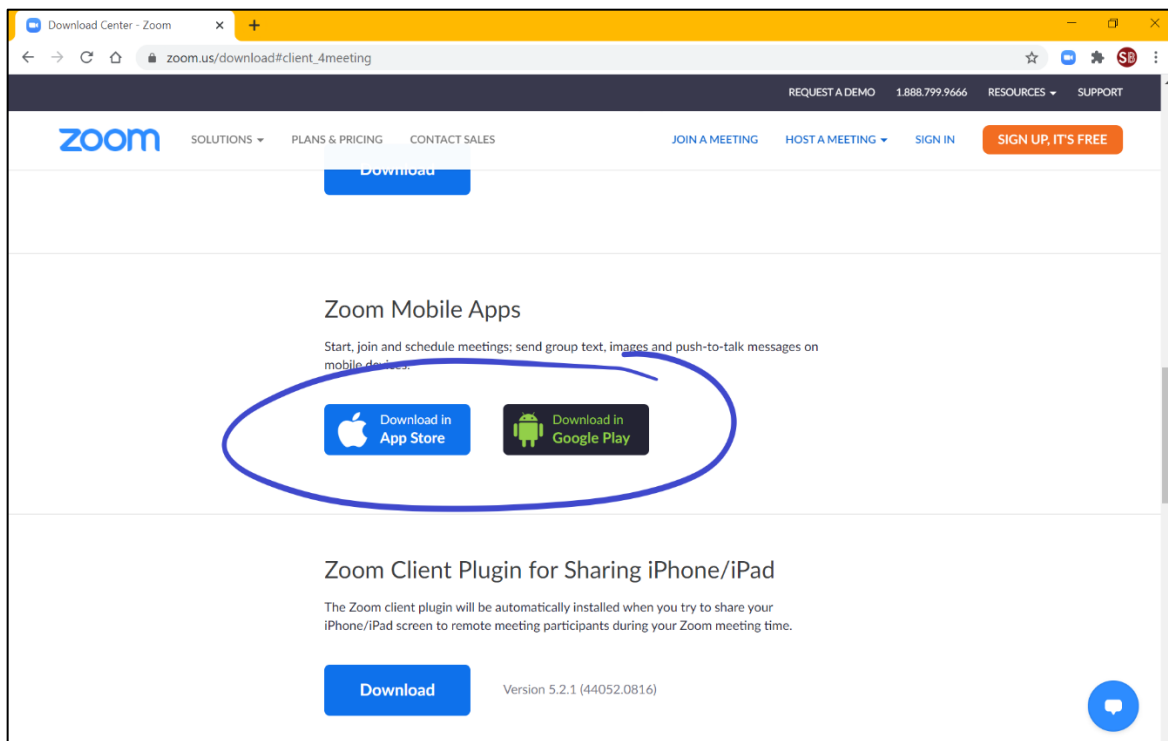 Download Center - Zoom
zoom.us/download#client_4meeting
SB
REQUEST A DEMO 1.888.799.9666 RESOURCES SUPPORT
zoom SOLUTIONS PLANS & PRICING CONTACT SALES JOIN A MEETING HOST A MEETING SIGN IN SIGN UP, IT'S FREE
Download
Zoom Mobile Apps
Start, join and schedule meetings; send group text, images and push-to-talk messages on
mobile devices.
Download in
App Store
Download in
Google Play
Zoom Client Plugin for Sharing iPhone/iPad
The Zoom client plugin will be automatically installed when you try to share your
iPhone/iPad screen to remote meeting participants during your Zoom meeting time.
Download Version 5.2.1 (44052.0816)